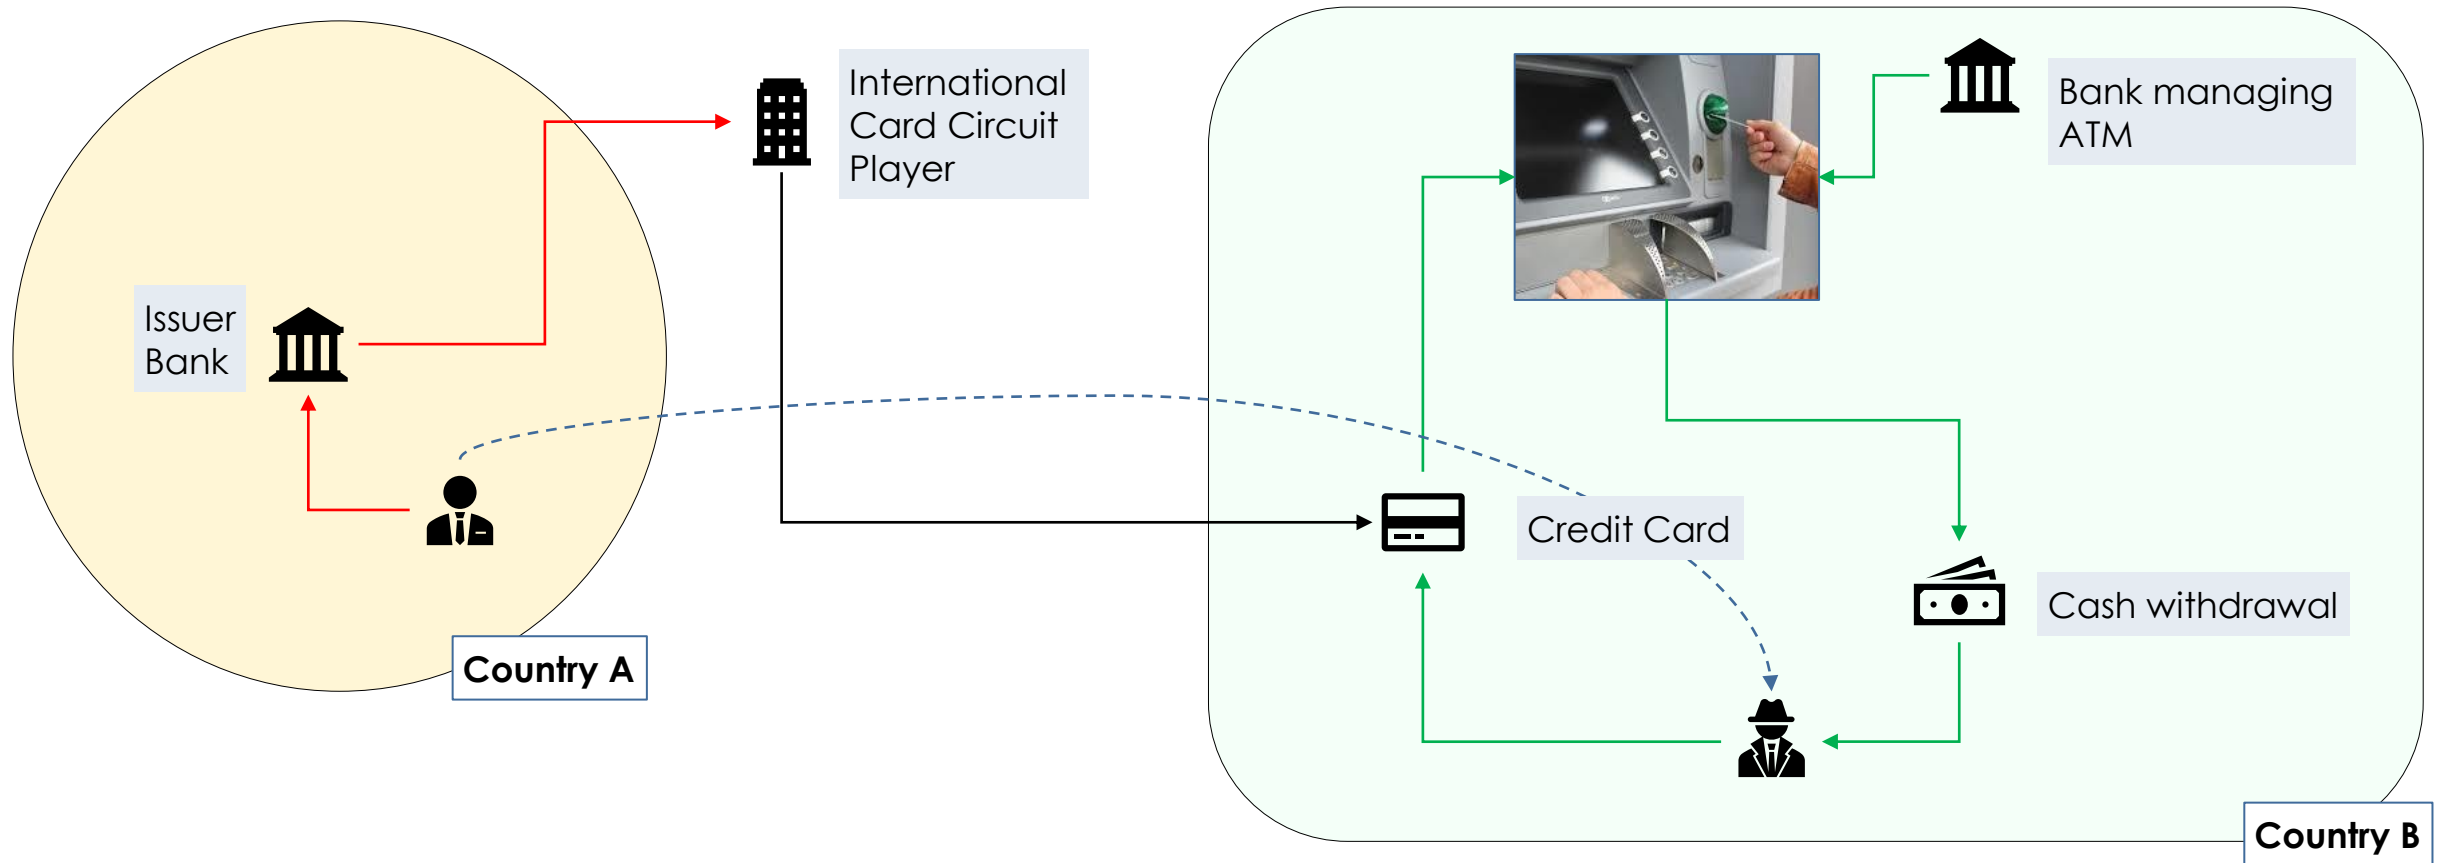 International
Card Circuit
Player
Bank managing
ATM
Issuer
Bank
Credit Card
Cash withdrawal
Country A
Country B